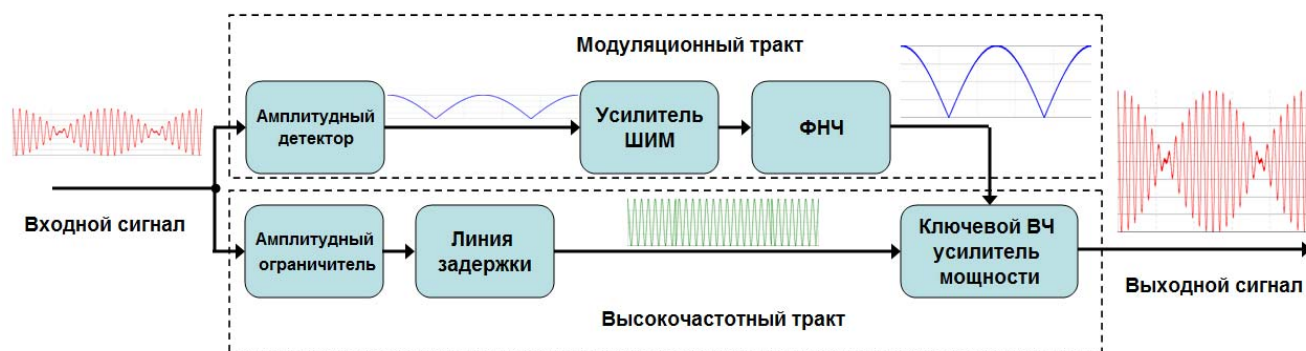 Модуляционный тракт
Амплитудный
детектор
Усилитель
ШИМ
ФНЧ
Входной сигнал
Амплитудный
ограничитель
Линия
задержки
Ключевой ВЧ
усилитель
мощности
Выходной сигнал
Высокочастотный тракт